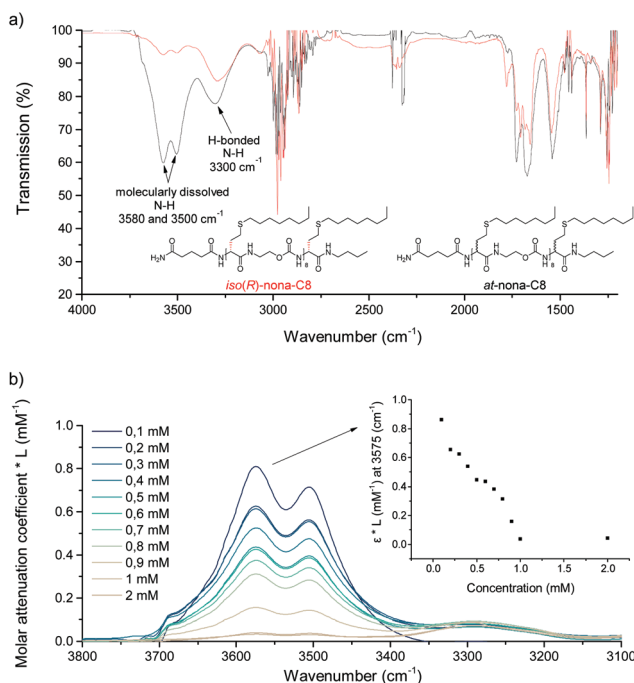 a)
100
90
80
70
60
50
40
30
20
Transmission (%)
H-bonded
N-H
3300 cm⁻¹
molecularly dissolved
N-H
3580 and 3500 cm⁻¹
S
S
O
O
O
O
H₂N
N
H
O
N
H
O
N
H
8
O
N
H
iso(R)-nona-C8
S
S
O
O
O
O
H₂N
N
H
O
N
H
O
N
H
8
O
N
H
at-nona-C8
4000 3500 3000 2500 2000 1500
Wavenumber (cm⁻¹)
b)
Molar attenuation coefficient * L (mM⁻¹)
1.0
0.8
0.6
0.4
0.2
0.0
0,1 mM
0,2 mM
0,3 mM
0,4 mM
0,5 mM
0,6 mM
0,7 mM
0,8 mM
0,9 mM
1 mM
2 mM
ε * L (mM⁻¹) at 3575 (cm⁻¹)
1.0
0.8
0.6
0.4
0.2
0.0
0.0 0.5 1.0 1.5 2.0
Concentration (mM)
3800 3700 3600 3500 3400 3300 3200 3100
Wavenumber (cm⁻¹)